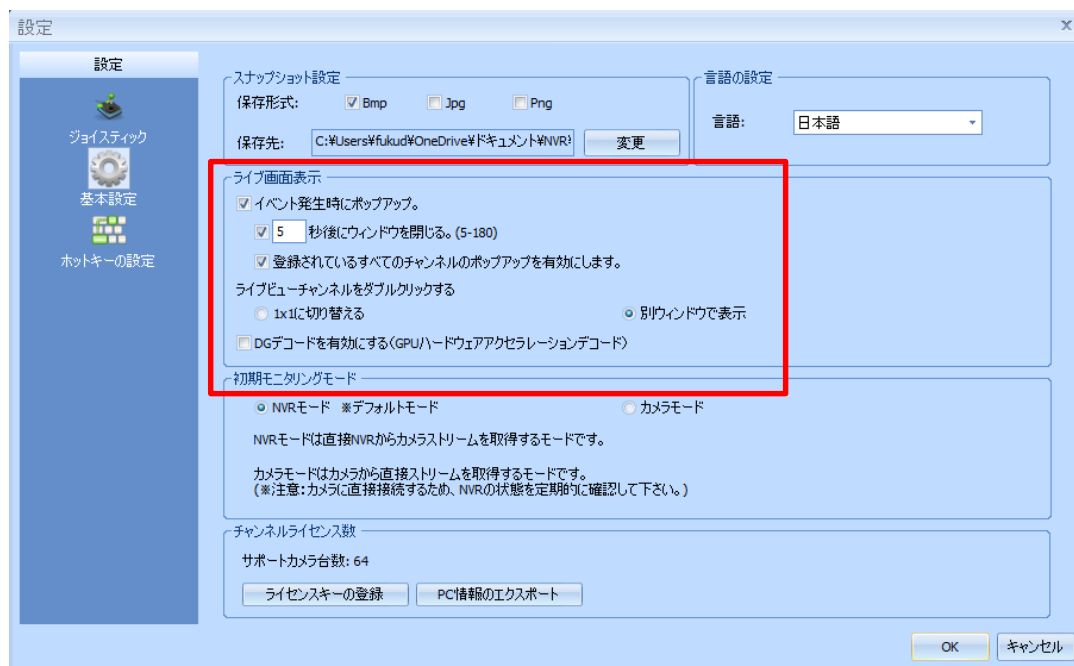 設定
x
設定
ジョイスティック
基本設定
ホットキーの設定
スナップショット設定
保存形式: Bmp Jpg Png
保存先: C:¥Users¥fukud¥OneDrive¥ドキュメント¥NVR 変更
言語の設定
言語: 日本語
ライブ画面表示
イベント発生時にポップアップ。
5 秒後にウィンドウを閉じる。(5-180)
登録されているすべてのチャンネルのポップアップを有効にします。
ライブビューチャンネルをダブルクリックする
1x1に切り替える 別ウィンドウで表示
DGデコードを有効にする(GPUハードウェアアクセラレーションデコード)
初期モニタリングモード
NVRモード ※デフォルトモード カメラモード
NVRモードは直接NVRからカメラストリームを取得するモードです。
カメラモードはカメラから直接ストリームを取得するモードです。
(※注意:カメラに直接接続するため、NVRの状態を定期的に確認して下さい。)
チャンネルライセンス数
サポートカメラ台数: 64
ライセンスキーの登録 PC情報のエクスポート
OK キャンセル